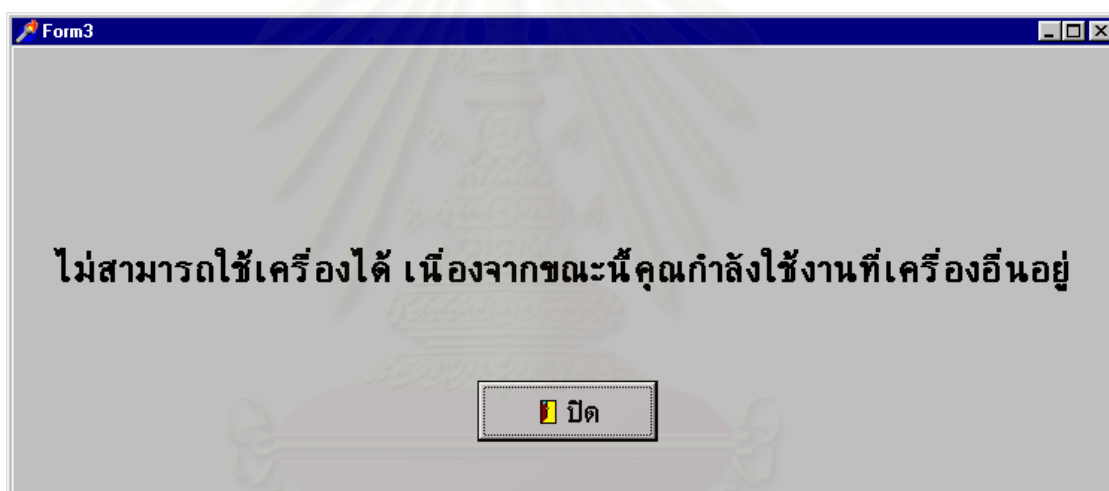 Form3
ไม่สามารถใช้เครื่องได้ เนื่องจากขณะนี้คุณกำลังใช้งานที่เครื่องอื่นอยู่
ปิด